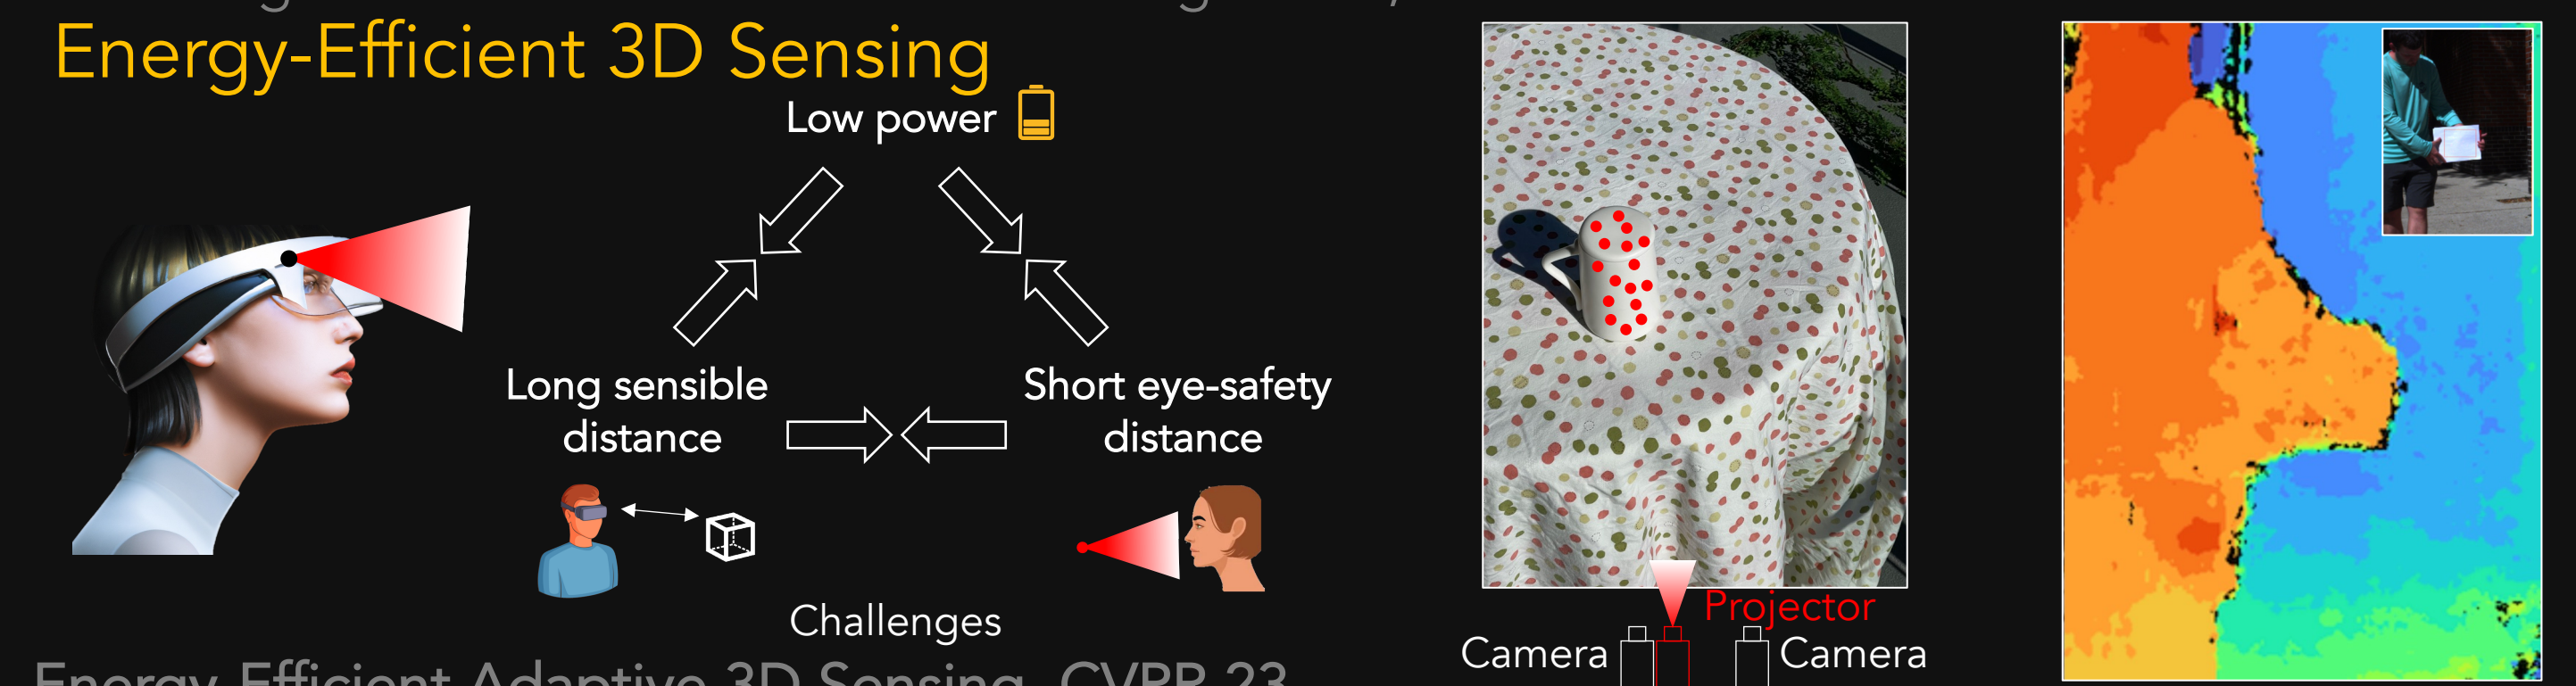 Energy-Efficient 3D Sensing
Low power
Long sensible
distance
Short eye-safety
distance
Challenges
Projector
Camera
Camera
Energy-Efficient Adaptive 3D Sensing, CVPR 23